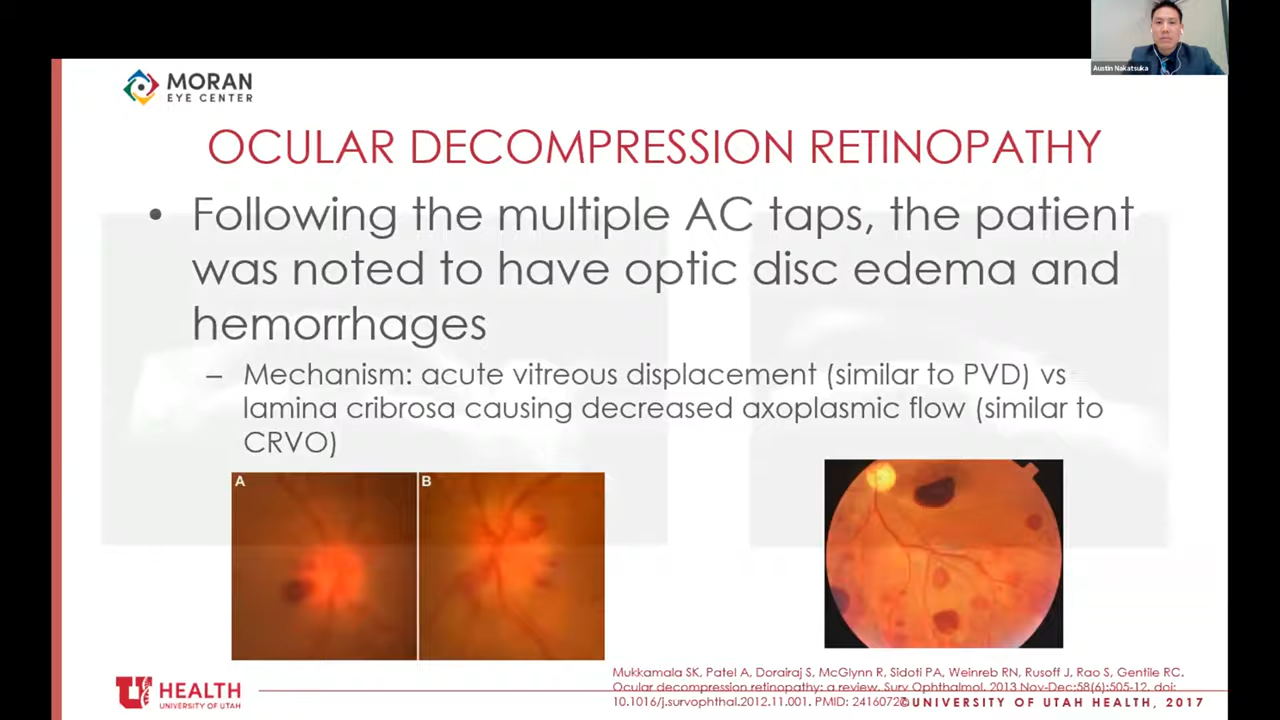 Austin Nakatsuka
MORAN
EYE CENTER
OCULAR DECOMPRESSION RETINOPATHY
• Following the multiple AC taps, the patient
was noted to have optic disc edema and
hemorrhages
– Mechanism: acute vitreous displacement (similar to PVD) vs
lamina cribrosa causing decreased axoplasmic flow (similar to
CRVO)
A
B
Mukkamala SK, Patel A, Dorairaj S, McGlynn R, Sidoti PA, Weinreb RN, Rusoff J, Rao S, Gentile RC.
Ocular decompression retinopathy: a review. Surv Ophthalmol. 2013 Nov-Dec;58(6):505-12. doi:
10.1016/j.survophthal.2012.11.001. PMID:
U HEALTH
UNIVERSITY OF UTAH
©UNIVERSITY OF UTAH HEALTH, 2017